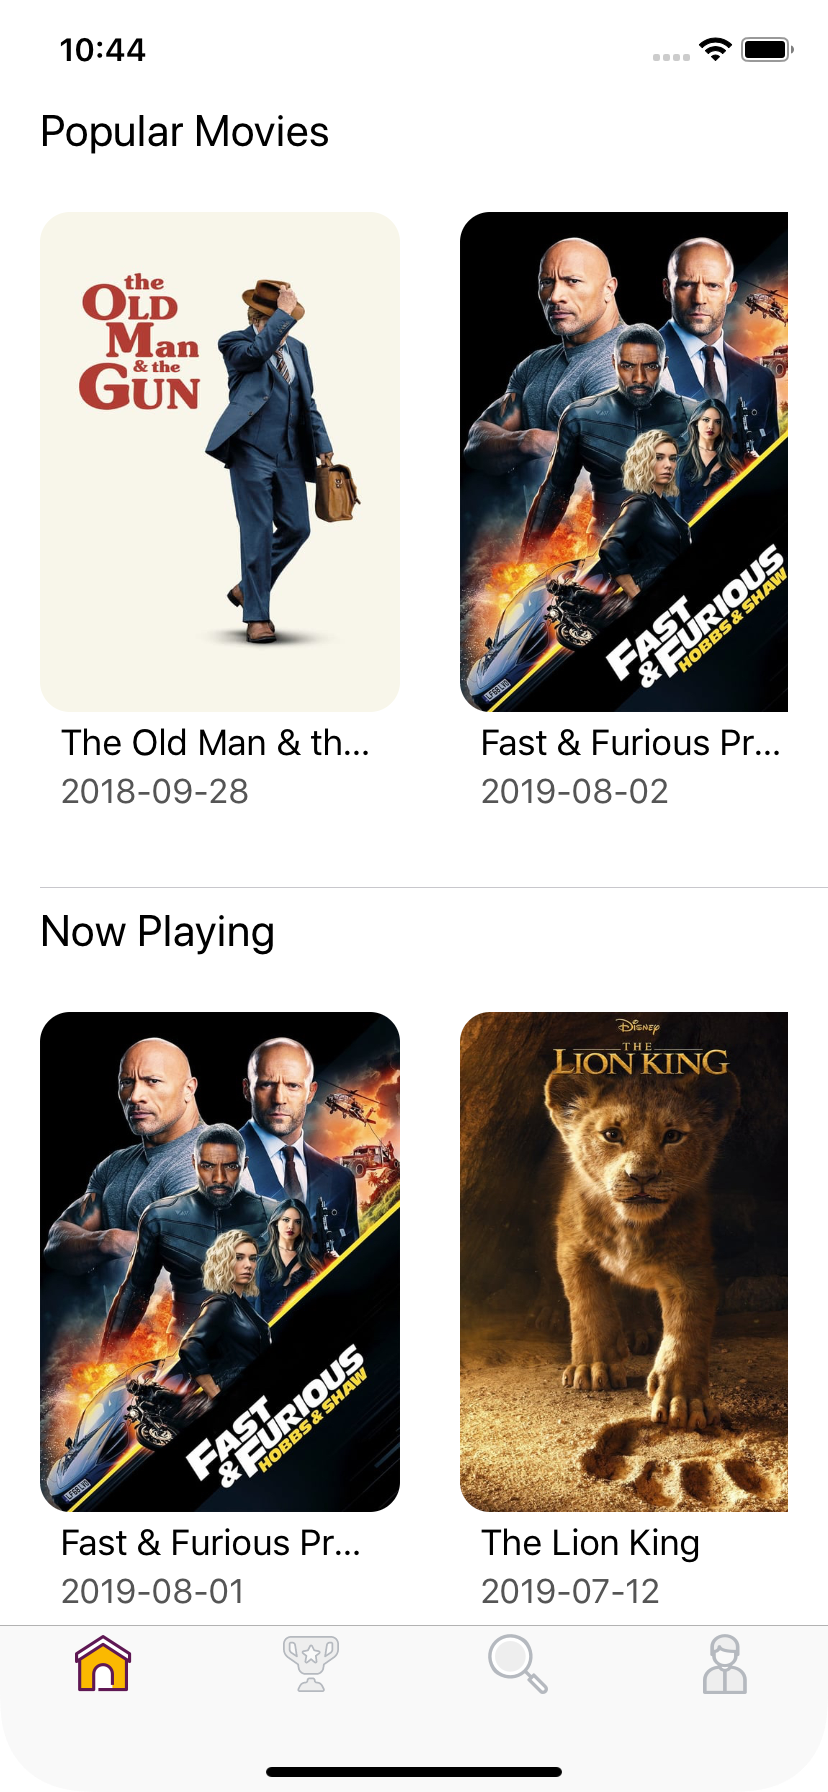 10:44
Popular Movies
the
OLD
MAN
& the
GUN
FAST
& FURIOUS
HOBBS & SHAW
The Old Man & th...
Fast & Furious Pr...
2018-09-28
2019-08-02
Now Playing
Disney
THE
LION KING
FAST
& FURIOUS
HOBBS & SHAW
Fast & Furious Pr...
The Lion King
2019-08-01
2019-07-12